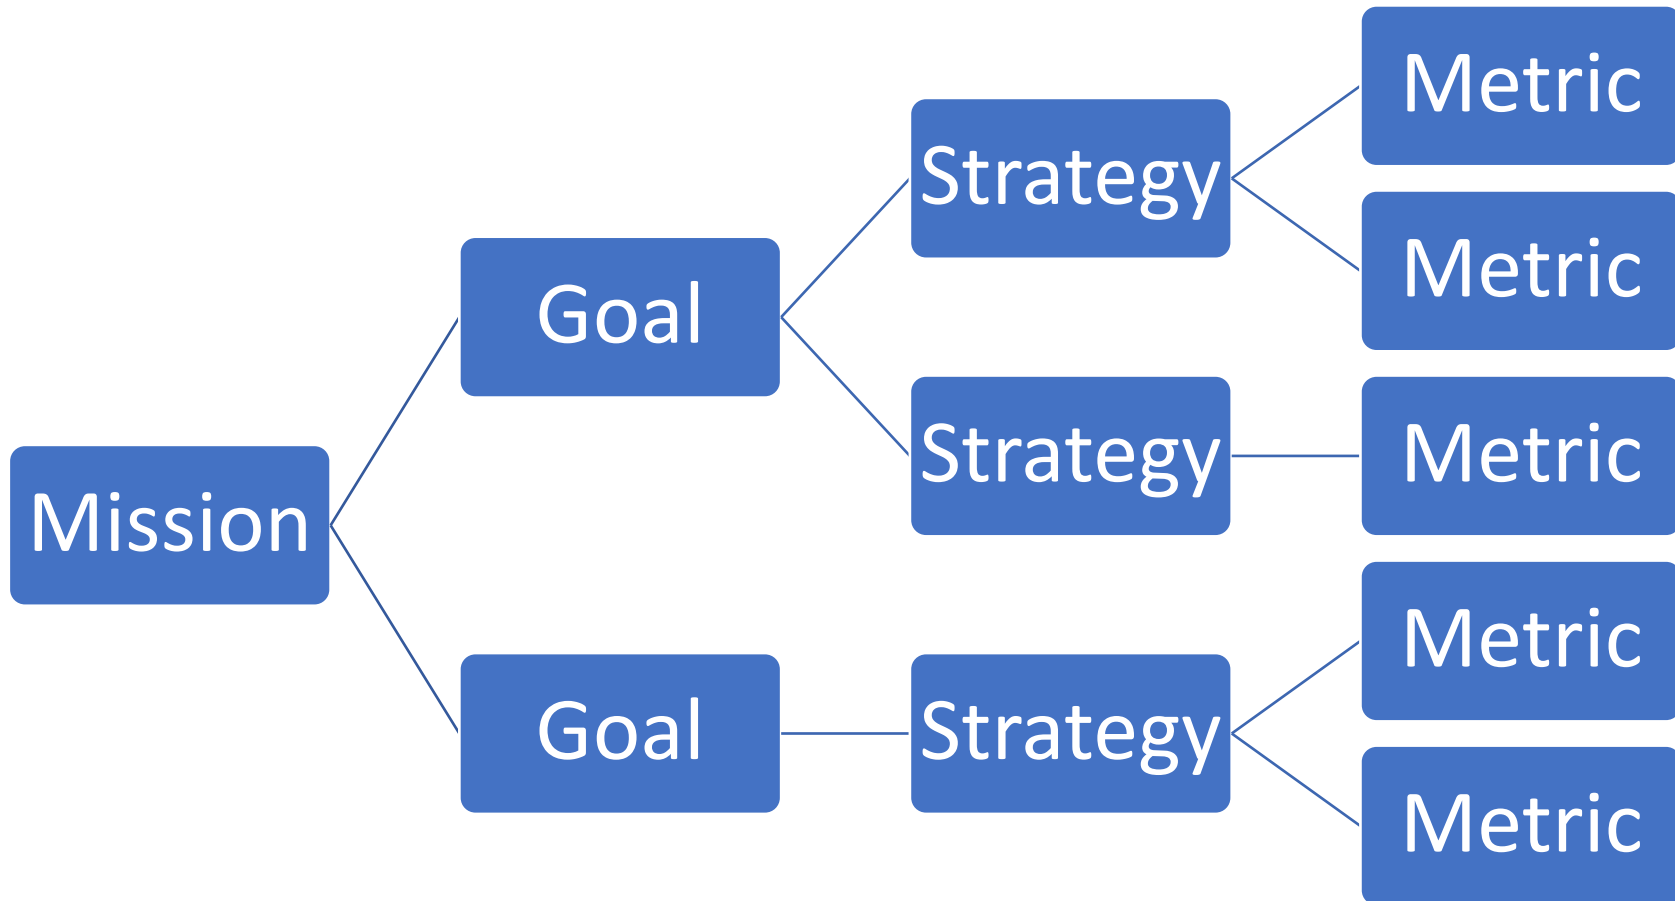 Mission
Goal
Strategy
Metric
Metric
Strategy
Metric
Goal
Strategy
Metric
Metric